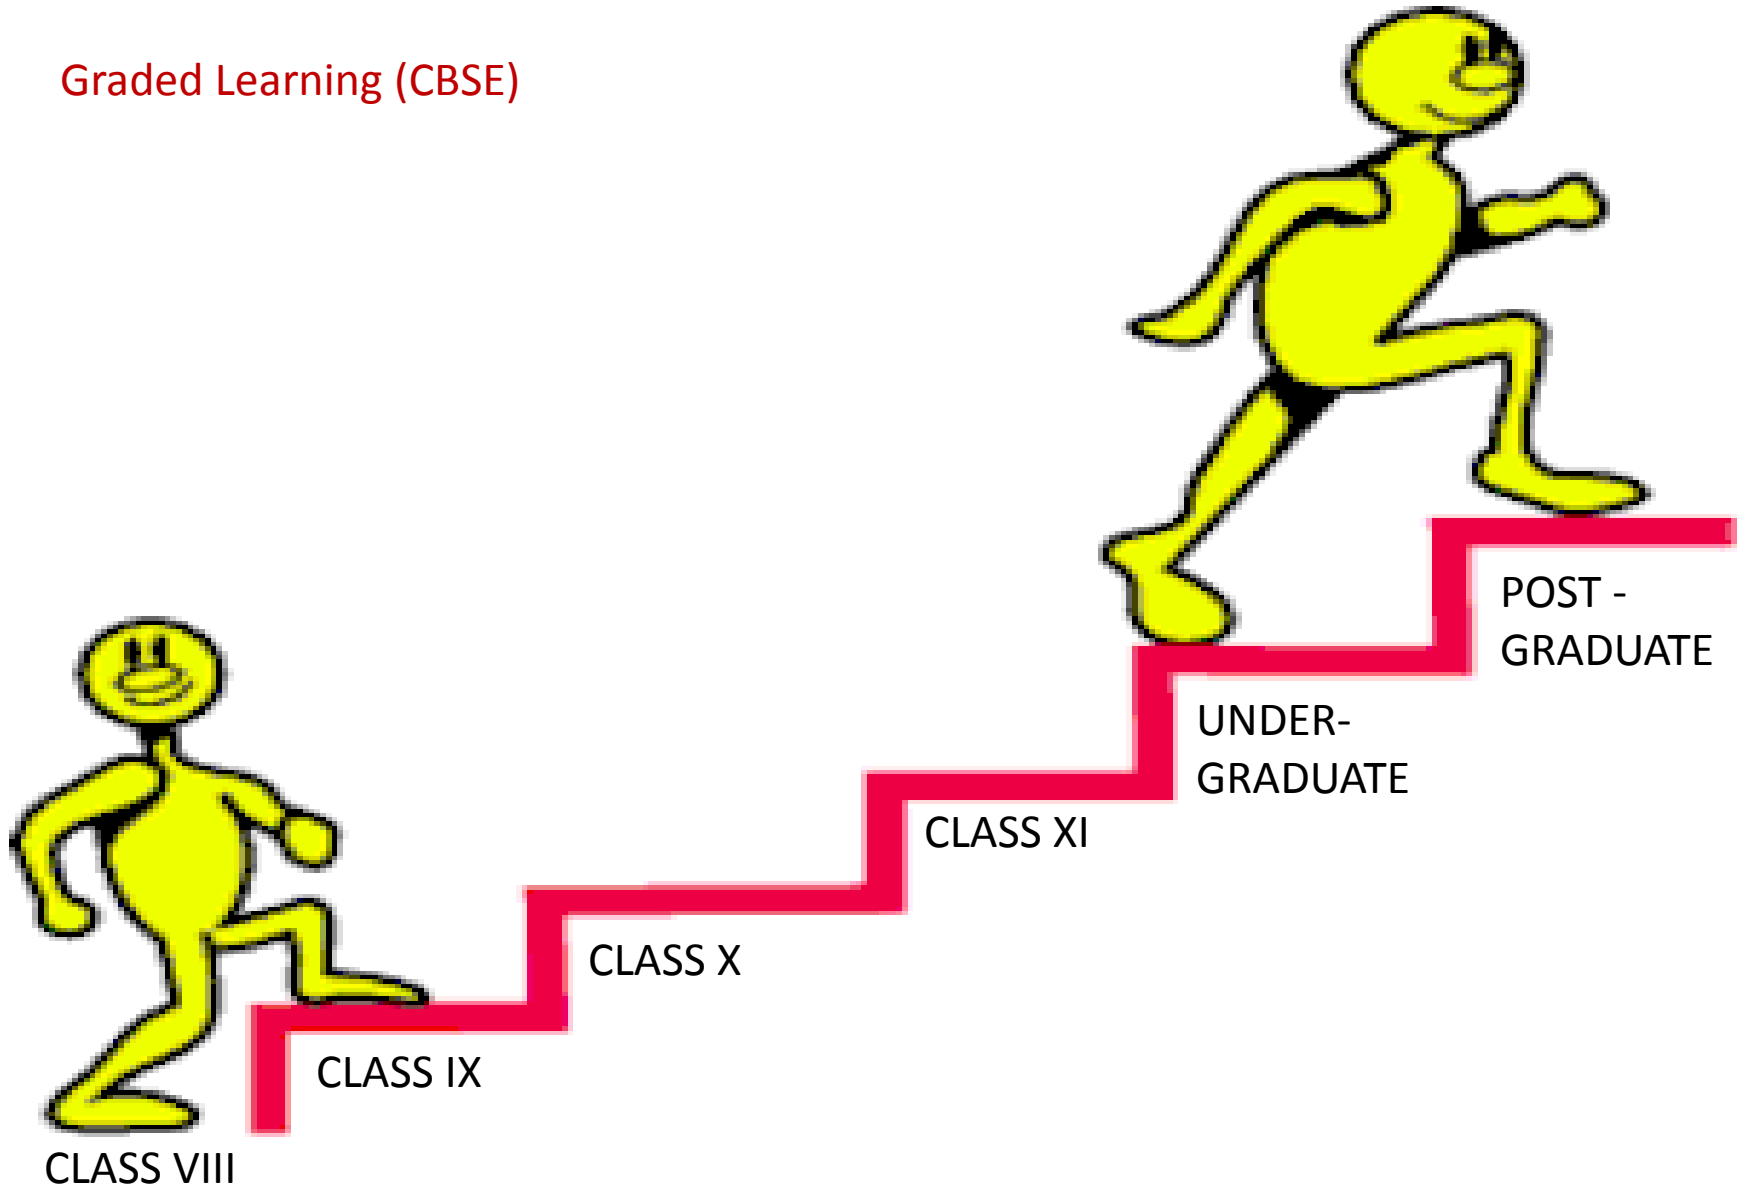 Graded Learning (CBSE)
POST -
GRADUATE
UNDER-
GRADUATE
CLASS XI
CLASS X
CLASS IX
CLASS VIII